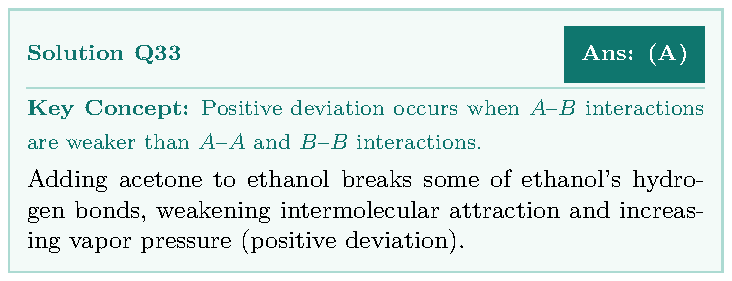 Solution Q33
Ans: (A)
Key Concept: Positive deviation occurs when A–B interactions
are weaker than A–A and B–B interactions.
Adding acetone to ethanol breaks some of ethanol's hydro-
gen bonds, weakening intermolecular attraction and increas-
ing vapor pressure (positive deviation).